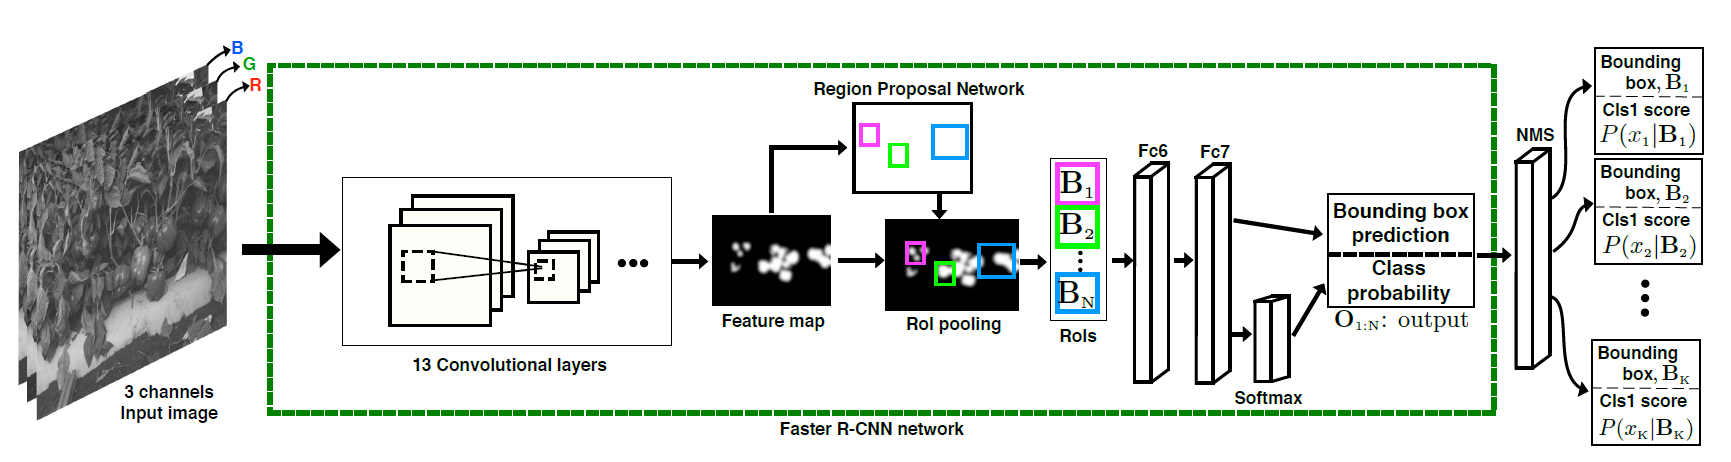 B
G
R
3 channels
Input image
13 Convolutional layers
Feature map
Region Proposal Network
RoI pooling
B1
B2
BN
RoIs
Fc6
Fc7
Softmax
Bounding box
prediction
Class
probability
O1:N: output
Faster R-CNN network
NMS
Bounding
box, B1
Cls1 score
P(x1|B1)
Bounding
box, B2
Cls1 score
P(x2|B2)
Bounding
box, BK
Cls1 score
P(xK|BK)